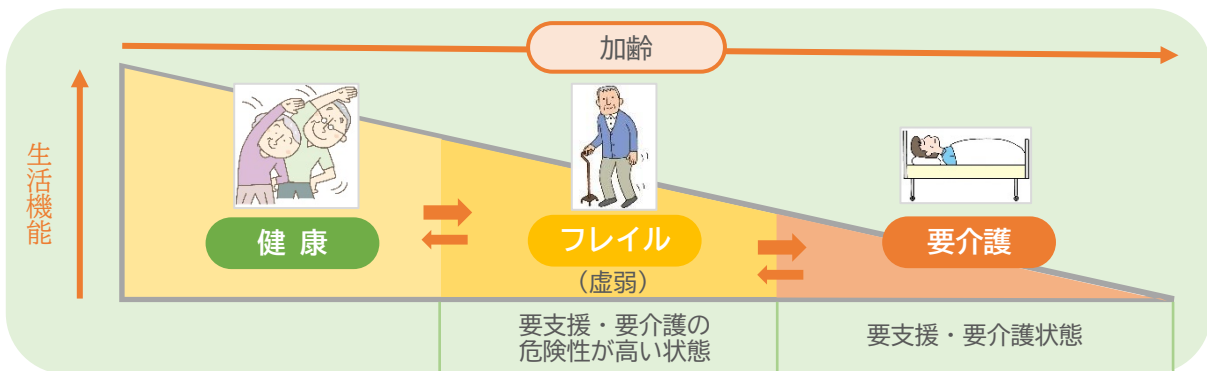 加齢
生活機能
健康
フレイル
（虚弱）
要介護
要支援・要介護の
危険性が高い状態
要支援・要介護状態